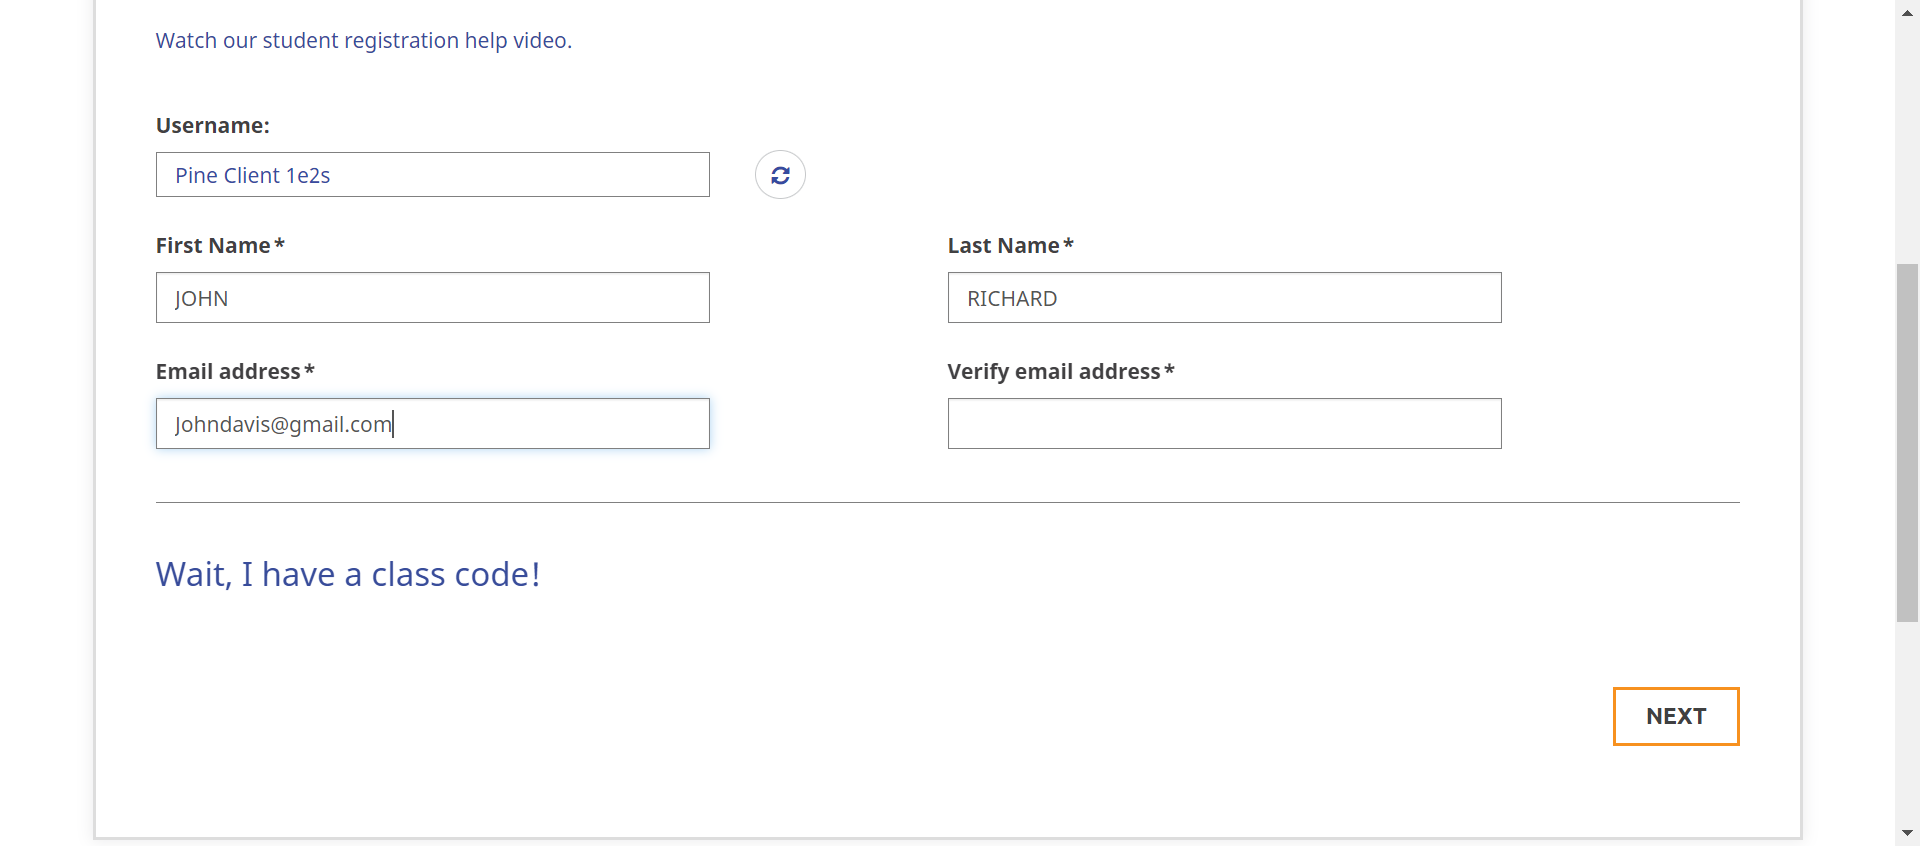 Watch our student registration help video.
Username:
Pine Client 1e2s
First Name*
Last Name*
JOHN
RICHARD
Email address*
Verify email address*
Johndavis@gmail.com
Wait, I have a class code!
NEXT